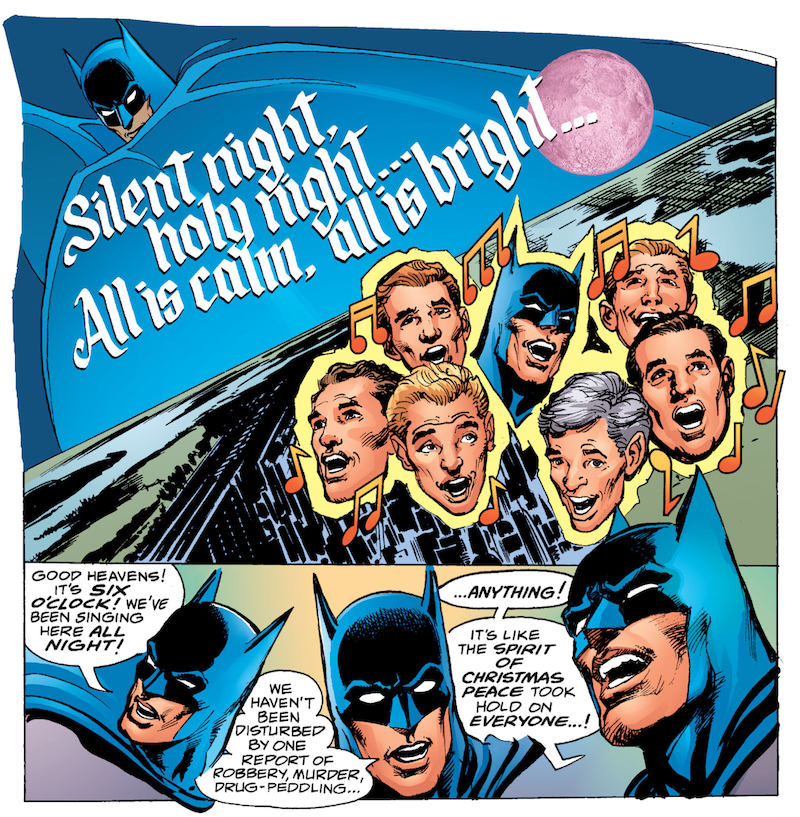 Silent night,
holy night...
All is calm, all is bright...
GOOD HEAVENS!
IT'S SIX
O'CLOCK! WE'VE
BEEN SINGING
HERE ALL
NIGHT!
WE
HAVEN'T
BEEN
DISTURBED
BY ONE
REPORT OF
ROBBERY, MURDER,
DRUG-PEDDLING...
...ANYTHING!
IT'S LIKE
THE SPIRIT
OF
CHRISTMAS
PEACE TOOK
HOLD ON
EVERYONE...!